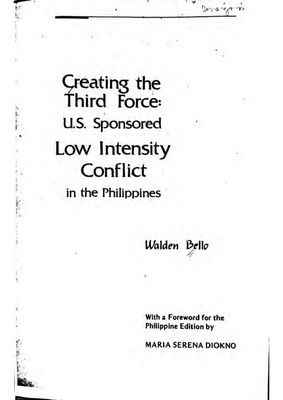 Creating the
Third Force:
U.S. Sponsored
Low Intensity
Conflict
in the Philippines
Walden Bello
With a Foreword for the
Philippine Edition by
MARIA SERENA DIOKNO